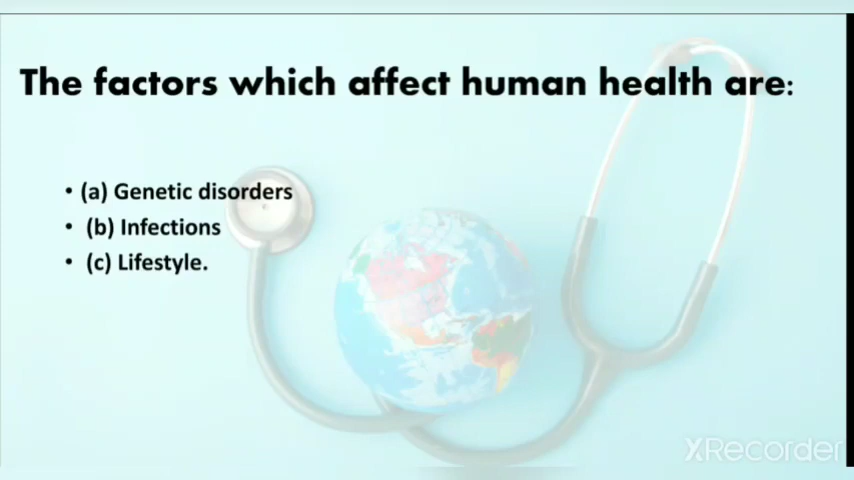 The factors which affect human health are:
• (a) Genetic disorders
• (b) Infections
• (c) Lifestyle.
XRecorder